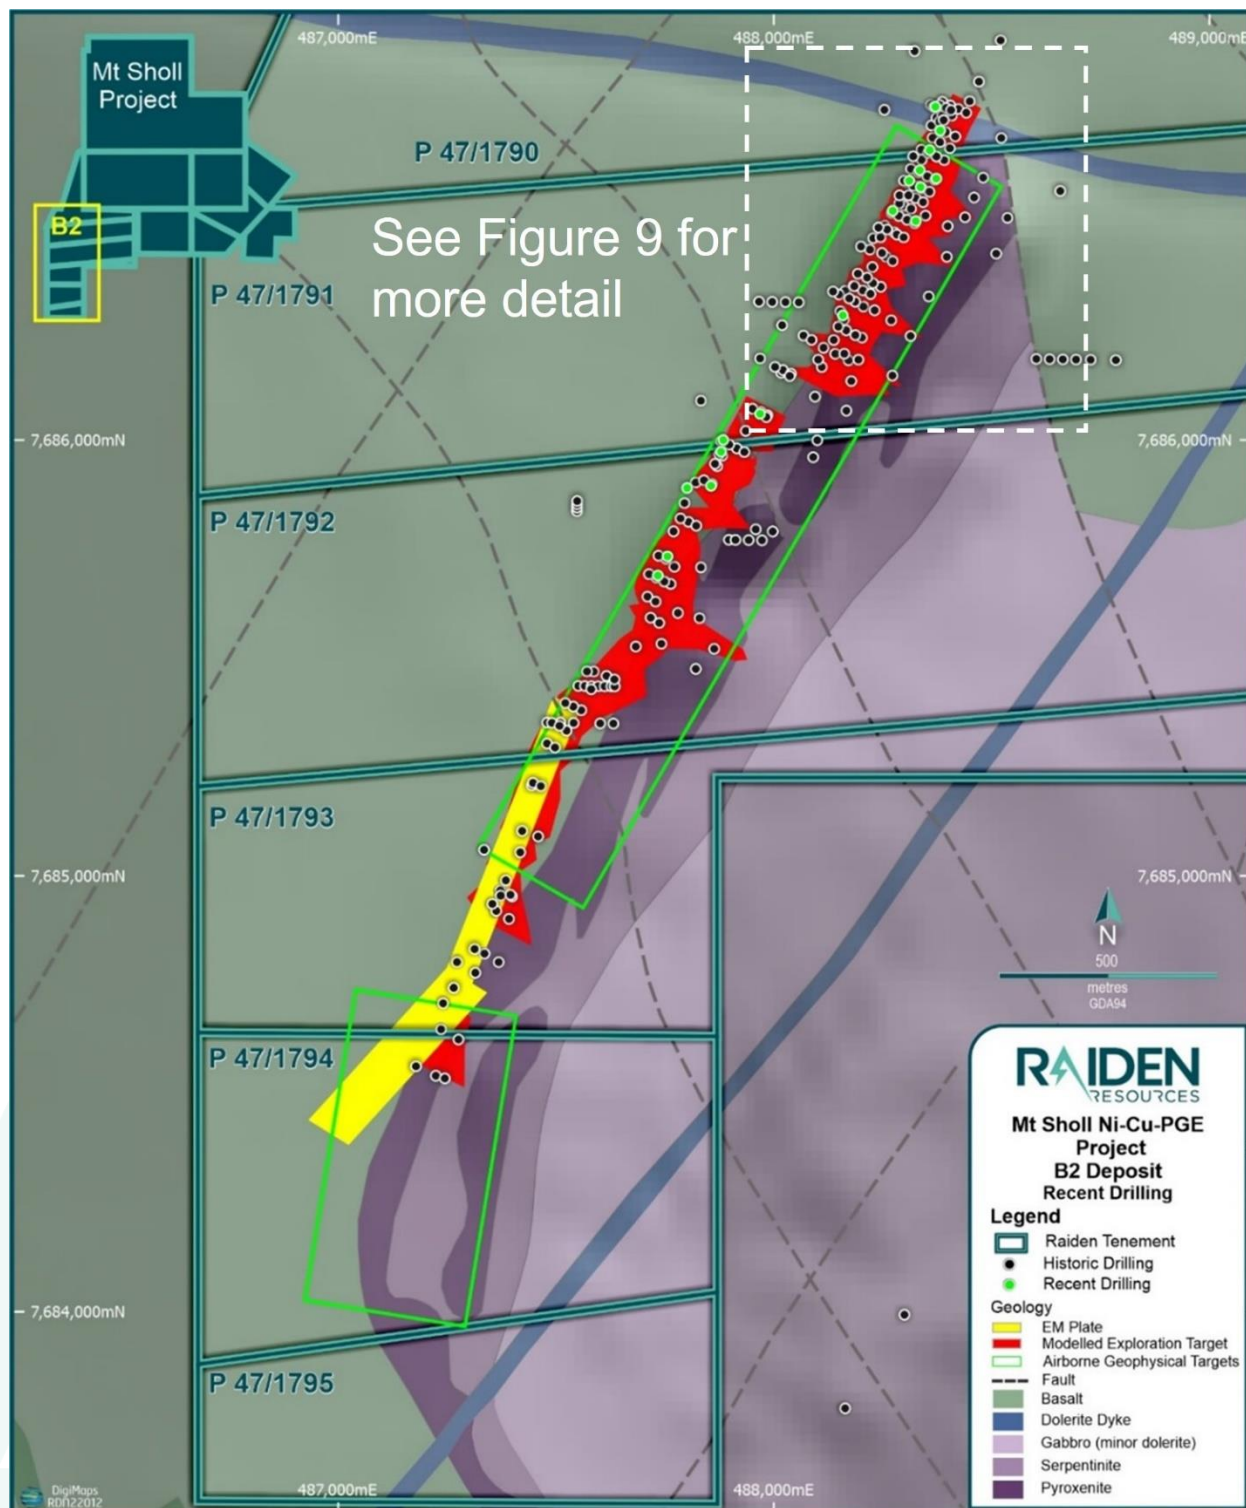 487,000mE
488,000mE
489,000mE
Mt Sholl
Project
B2
P 47/1790
See Figure 9 for
more detail
P 47/1791
7,686,000mN
7,686,000mN
P 47/1792
P 47/1793
7,685,000mN
7,685,000mN
N
500
metres
GDA94
P 47/1794
7,684,000mN
P 47/1795
RAIDEN
RESOURCES
Mt Sholl Ni-Cu-PGE
Project
B2 Deposit
Recent Drilling
Legend
Raiden Tenement
Historic Drilling
Recent Drilling
Geology
EM Plate
Modelled Exploration Target
Airborne Geophysical Targets
Fault
Basalt
Dolerite Dyke
Gabbro (minor dolerite)
Serpentinite
Pyroxenite
DigiMaps
RDN22012
487,000mE
488,000mE